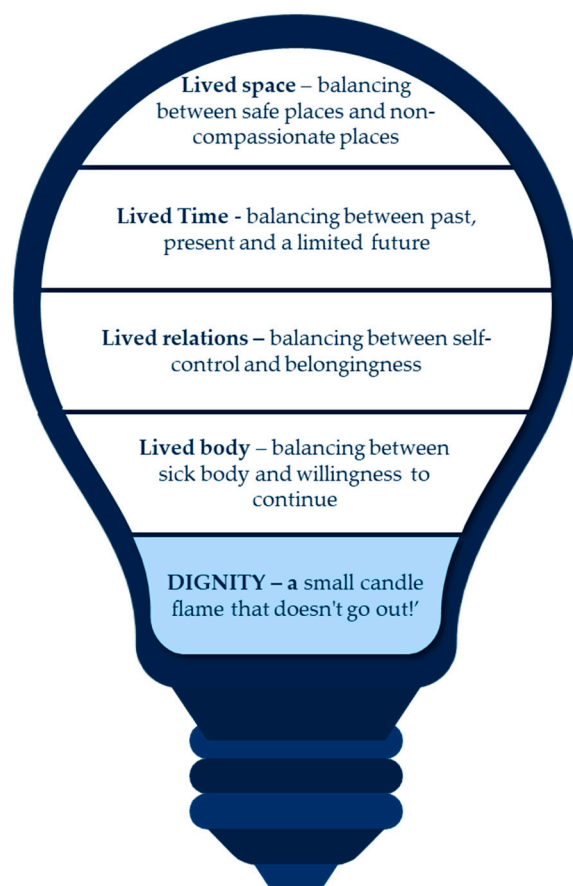 Lived space – balancing
between safe places and non-
compassionate places
Lived Time - balancing between past,
present and a limited future
Lived relations – balancing between self-
control and belongingness
Lived body – balancing between
sick body and willingness to
continue
DIGNITY – a small candle
flame that doesn't go out!’